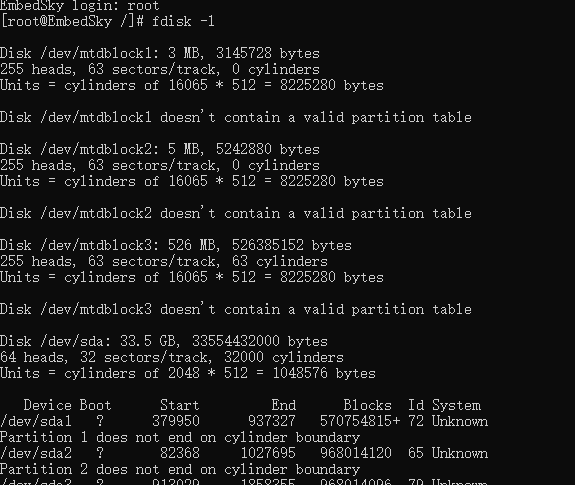 EmbedSky login: root
[root@EmbedSky /]# fdisk -l
Disk /dev/mtdblock1: 3 MB, 3145728 bytes
255 heads, 63 sectors/track, 0 cylinders
Units = cylinders of 16065 * 512 = 8225280 bytes
Disk /dev/mtdblock1 doesn't contain a valid partition table
Disk /dev/mtdblock2: 5 MB, 5242880 bytes
255 heads, 63 sectors/track, 0 cylinders
Units = cylinders of 16065 * 512 = 8225280 bytes
Disk /dev/mtdblock2 doesn't contain a valid partition table
Disk /dev/mtdblock3: 526 MB, 526385152 bytes
255 heads, 63 sectors/track, 63 cylinders
Units = cylinders of 16065 * 512 = 8225280 bytes
Disk /dev/mtdblock3 doesn't contain a valid partition table
Disk /dev/sda: 33.5 GB, 33554432000 bytes
64 heads, 32 sectors/track, 32000 cylinders
Units = cylinders of 2048 * 512 = 1048576 bytes
Device Boot Start End Blocks Id System
/dev/sda1 ? 379950 937327 570754815+ 72 Unknown
Partition 1 does not end on cylinder boundary
/dev/sda2 ? 82368 1027695 968014120 65 Unknown
Partition 2 does not end on cylinder boundary
/dev/sda3 ? 913029 1858355 968014096 79 Unknown